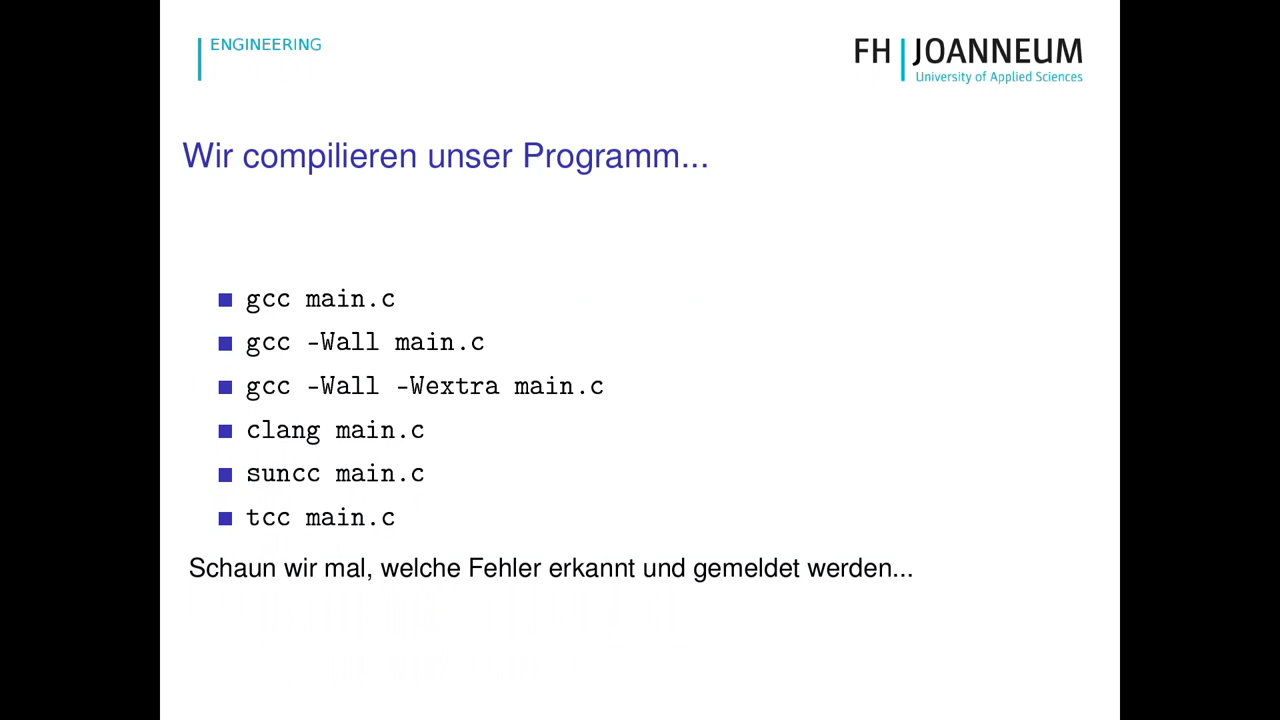 ENGINEERING
FH JOANNEUM
University of Applied Sciences
Wir compilieren unser Programm...
gcc main.c
gcc -Wall main.c
gcc -Wall -Wextra main.c
clang main.c
suncc main.c
tcc main.c
Schaun wir mal, welche Fehler erkannt und gemeldet werden...